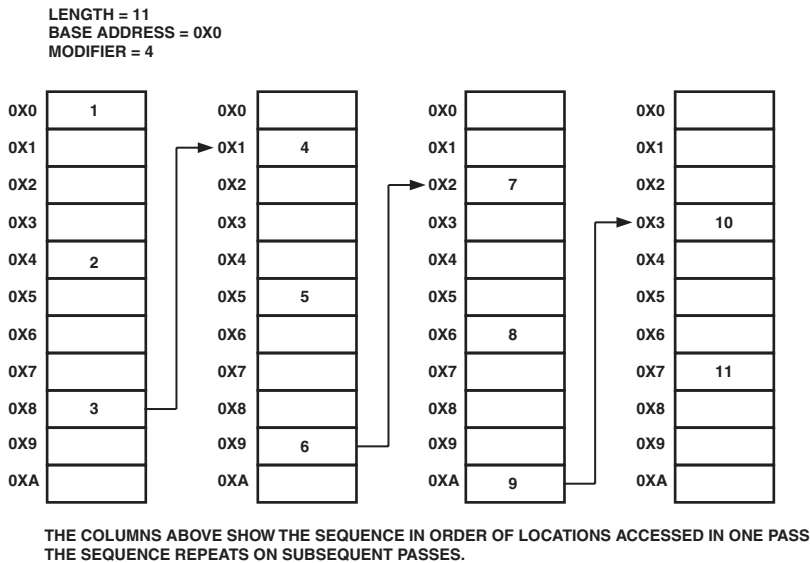 LENGTH = 11
BASE ADDRESS = 0X0
MODIFIER = 4
0X0 1 0X0 0X0 0X0
0X1 0X1 4 0X1 0X1
0X2 0X2 0X2 7 0X2
0X3 0X3 0X3 0X3 10
0X4 2 0X4 0X4 0X4
0X5 0X5 5 0X5 0X5
0X6 0X6 0X6 8 0X6
0X7 0X7 0X7 0X7 11
0X8 3 0X8 0X8 0X8
0X9 0X9 6 0X9 0X9
0XA 0XA 0XA 9 0XA
THE COLUMNS ABOVE SHOW THE SEQUENCE IN ORDER OF LOCATIONS ACCESSED IN ONE PASS
THE SEQUENCE REPEATS ON SUBSEQUENT PASSES.